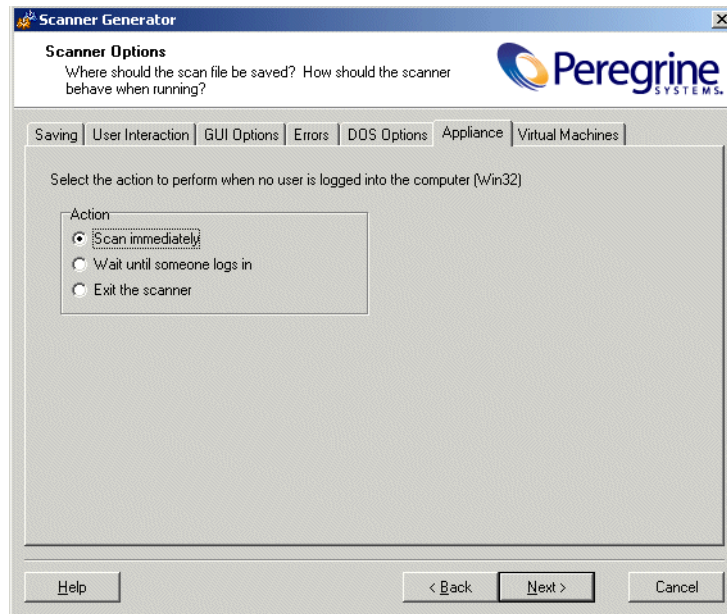 Scanner Generator
Scanner Options
Where should the scan file be saved? How should the scanner
behave when running?
Peregrine
SYSTEMS.
Saving User Interaction GUI Options Errors DOS Options Appliance Virtual Machines
Select the action to perform when no user is logged into the computer (Win32)
Action
Scan immediately
Wait until someone logs in
Exit the scanner
Help < Back Next > Cancel